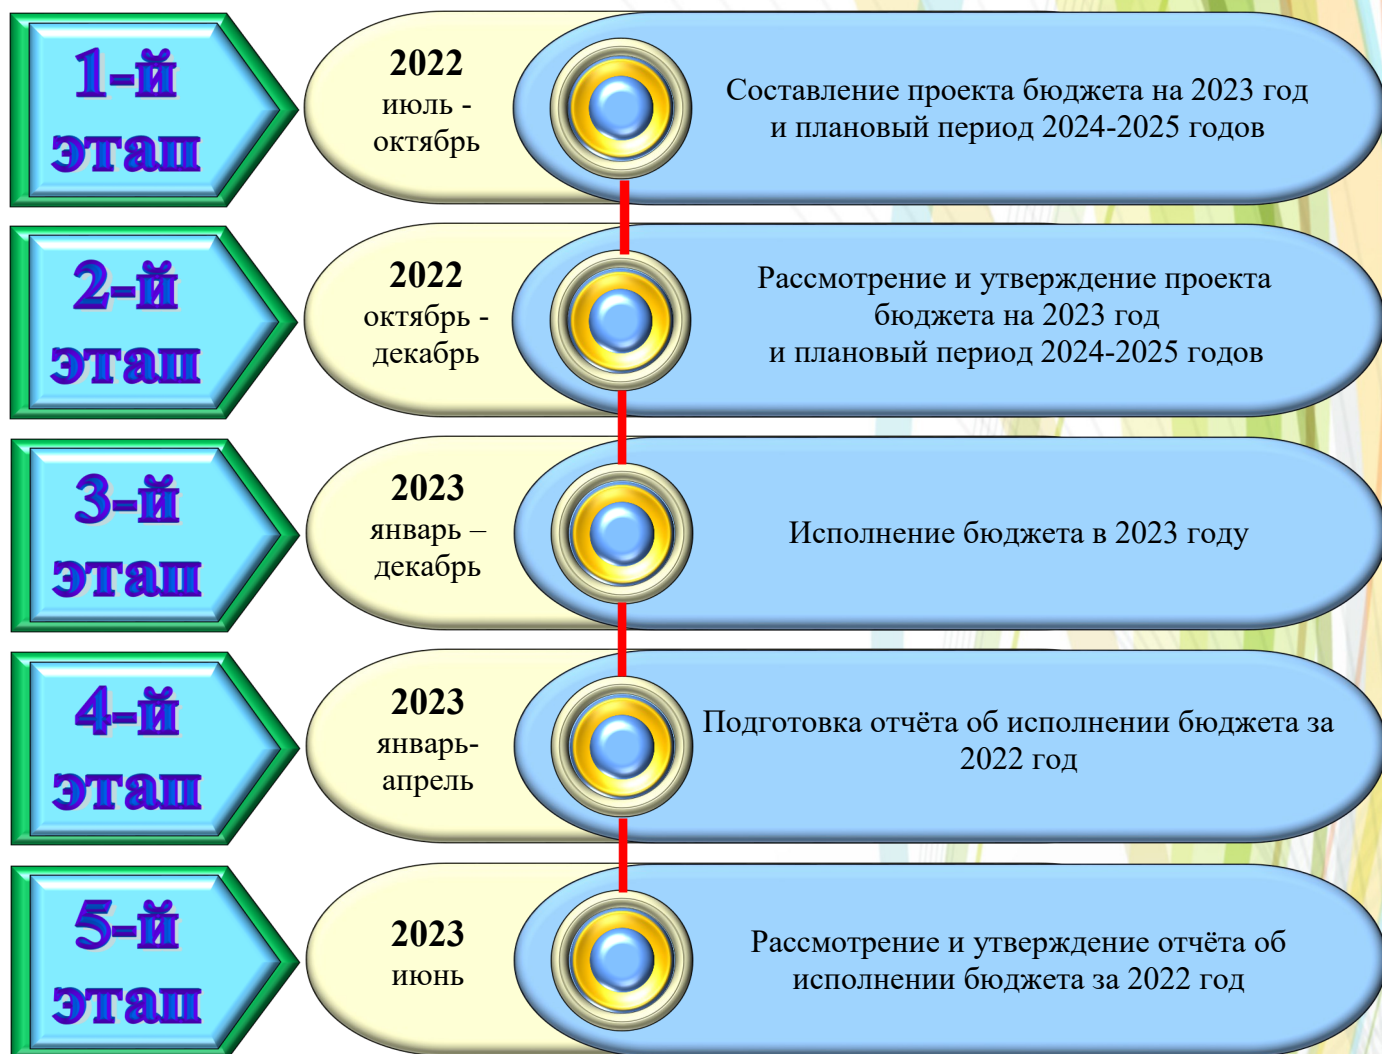 1-й
этап
2022
июль -
октябрь
Составление проекта бюджета на 2023 год
и плановый период 2024-2025 годов
2-й
этап
2022
октябрь -
декабрь
Рассмотрение и утверждение проекта
бюджета на 2023 год
и плановый период 2024-2025 годов
3-й
этап
2023
январь –
декабрь
Исполнение бюджета в 2023 году
4-й
этап
2023
январь-
апрель
Подготовка отчёта об исполнении бюджета за
2022 год
5-й
этап
2023
июнь
Рассмотрение и утверждение отчёта об
исполнении бюджета за 2022 год